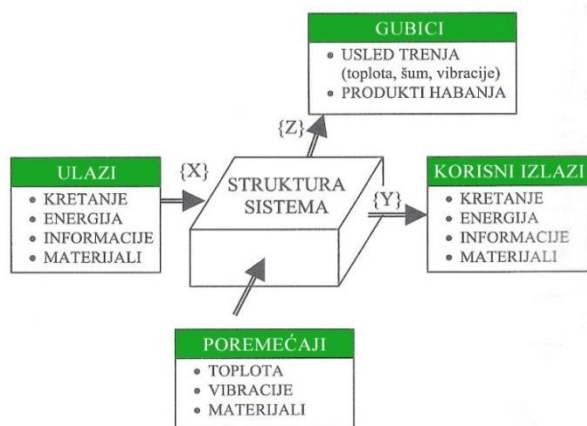 GUBICI
• USLED TRENJA
(toplota, šum, vibracije)
• PRODUKTI HABANJA
{Z}
ULAZI
• KRETANJE
• ENERGIJA
• INFORMACIJE
• MATERIJALI
{X}
STRUKTURA
SISTEMA
{Y}
KORISNI IZLAZI
• KRETANJE
• ENERGIJA
• INFORMACIJE
• MATERIJALI
POREMEĆAJI
• TOPLOTA
• VIBRACIJE
• MATERIJALI